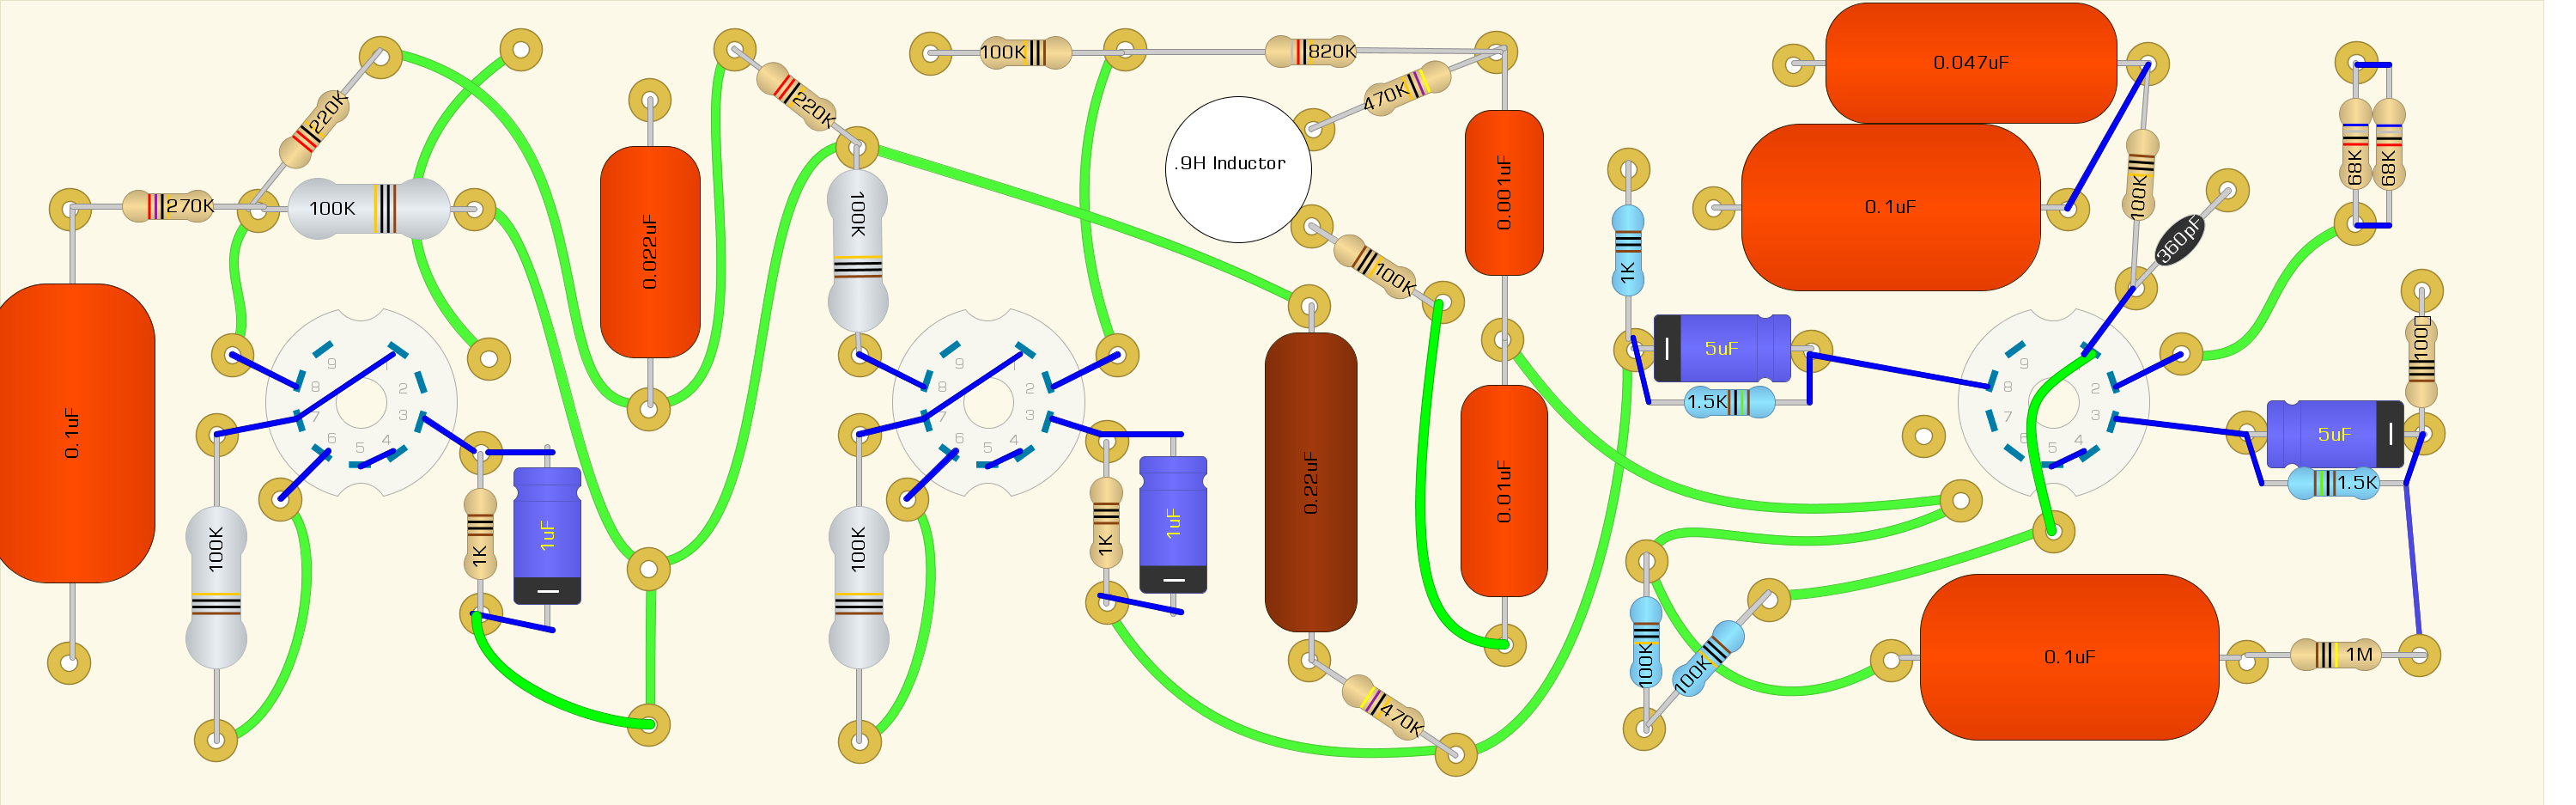 100K
820K
0.047uF
220K
220K
470K
.9H Inductor
0.001uF
68K
68K
270K
100K
100K
0.1uF
100K
360pF
0.022uF
1K
100K
100Ω
5uF
9
1
8
2
7
3
6
4
5
9
1
8
2
7
3
6
4
5
9
8
2
7
3
6
4
5
1.5K
5uF
1.5K
0.1uF
100K
1K
1uF
100K
1K
1uF
0.22uF
0.01uF
100K
100K
0.1uF
1M
470K